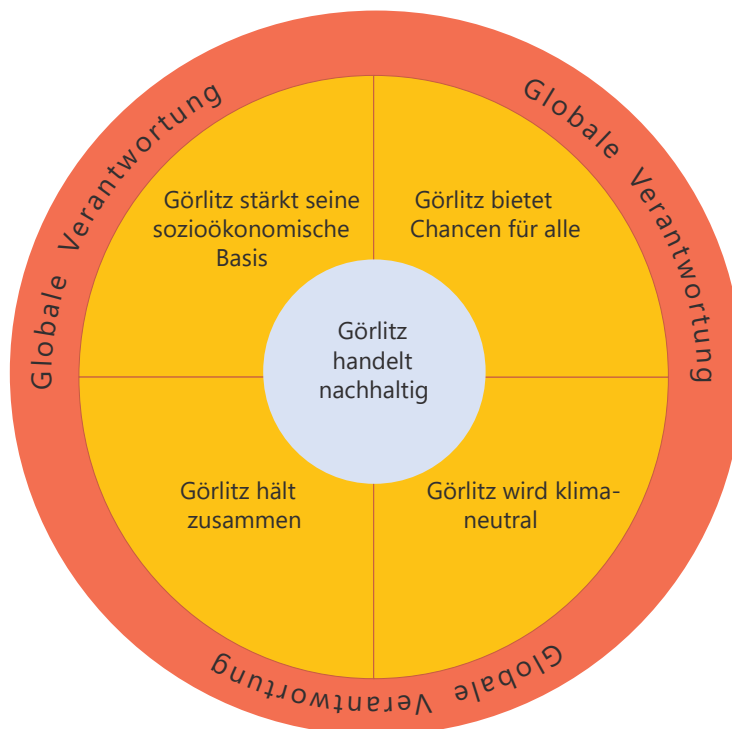 Globale Verantwortung
Globale Verantwortung
Görlitz stärkt seine
sozioökonomische
Basis
Görlitz bietet
Chancen für alle
Görlitz
handelt
nachhaltig
Görlitz hält
zusammen
Görlitz wird klima-
neutral
Globale Verantwortung